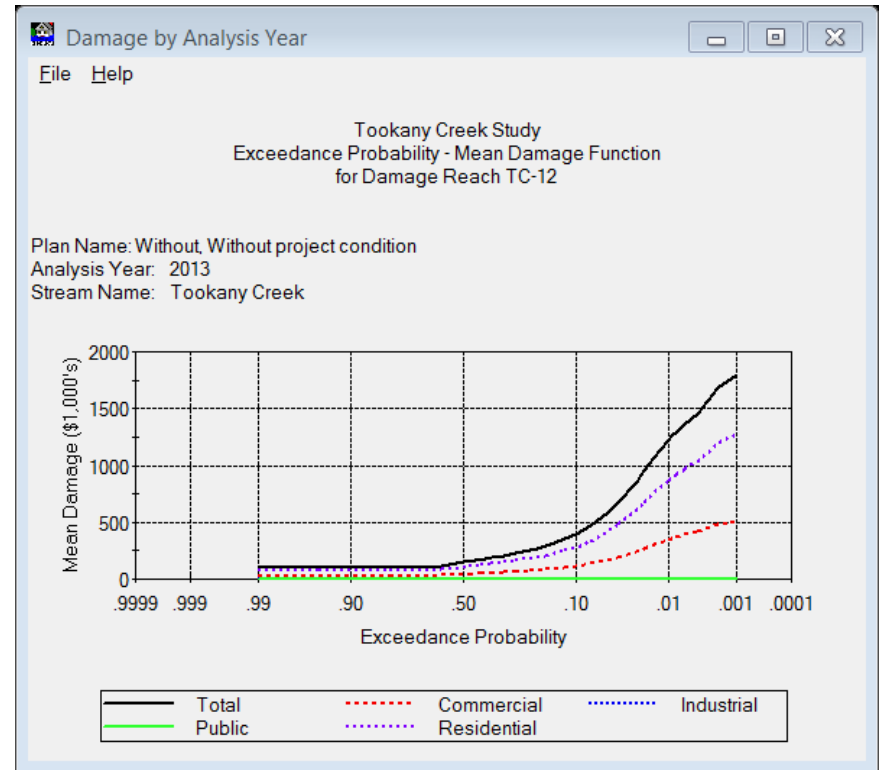 Damage by Analysis Year
File Help
Tookany Creek Study
Exceedance Probability - Mean Damage Function
for Damage Reach TC-12
Plan Name: Without, Without project condition
Analysis Year: 2013
Stream Name: Tookany Creek
Mean Damage ($1,000's)
2000
1500
1000
500
0
.9999 .999 .99 .90 .50 .10 .01 .001 .0001
Exceedance Probability
Total Commercial Industrial
Public Residential